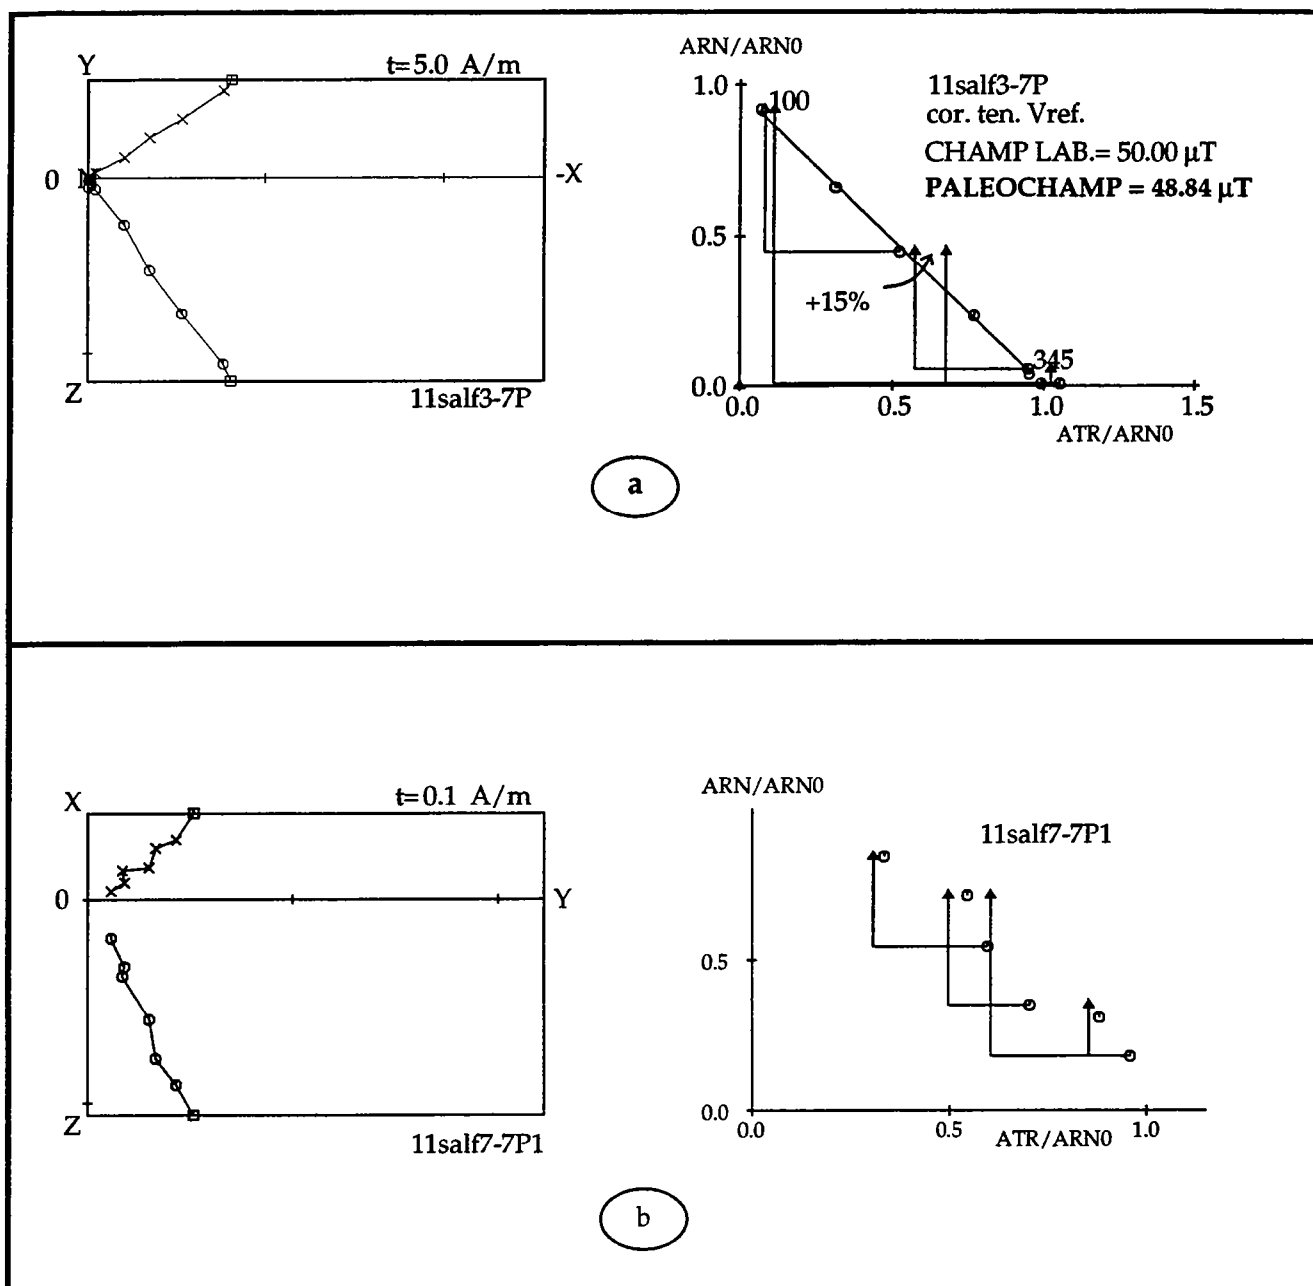 Y
t=5.0 A/m
0
-X
Z
11salf3-7P
ARN/ARN0
1.0
100
11salf3-7P
cor. ten. Vref.
CHAMP LAB.= 50.00 µT
PALEOCHAMP = 48.84 µT
0.5
+15%
345
0.0
0.0
0.5
1.0
1.5
ATR/ARN0
a
X
t=0.1 A/m
0
Y
Z
11salf7-7P1
ARN/ARN0
11salf7-7P1
0.5
0.0
0.0
0.5
1.0
ATR/ARN0
b